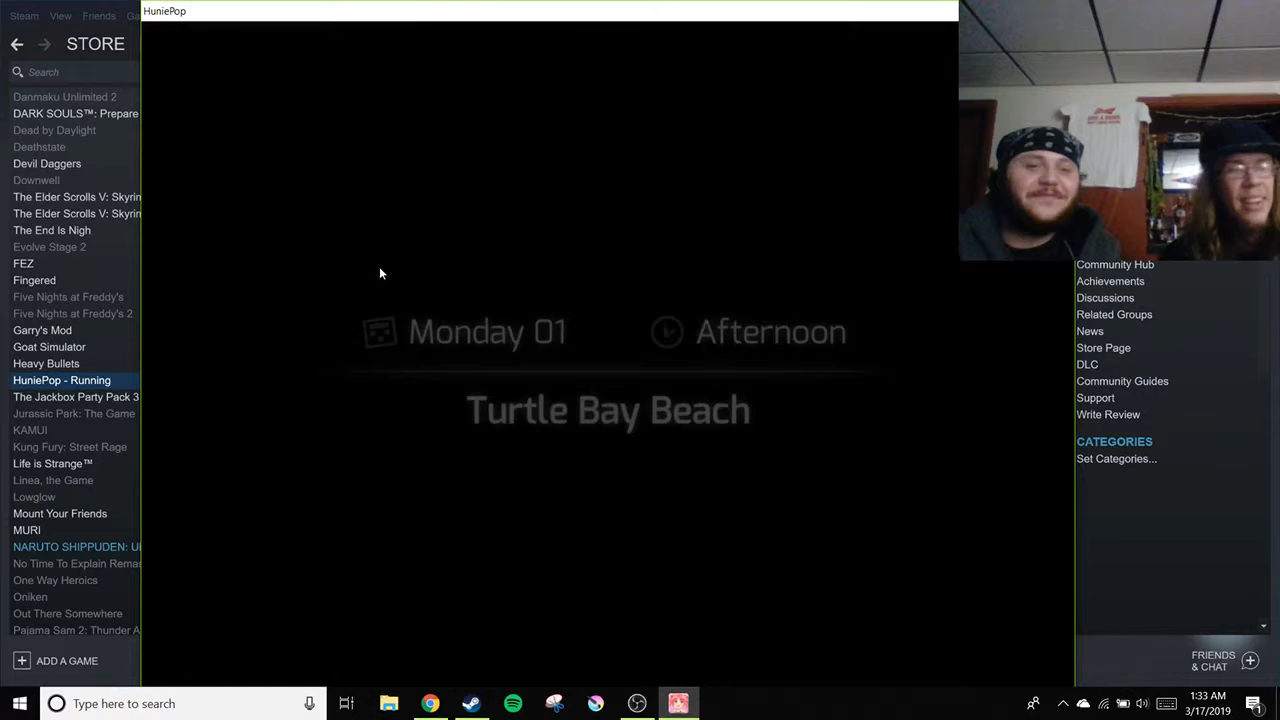 HuniePop
Steam View Friends Ga
STORE
Search
Danmaku Unlimited 2
DARK SOULS™: Prepare
Dead by Daylight
Deathstate
Devil Daggers
Downwell
The Elder Scrolls V: Skyrin
The Elder Scrolls V: Skyrin
The End Is Nigh
Evolve Stage 2
FEZ
Fingered
Five Nights at Freddy's
Five Nights at Freddy's 2
Garry's Mod
Goat Simulator
Heavy Bullets
HuniePop - Running
The Jackbox Party Pack 3
Jurassic Park: The Game
KAMUI
Kung Fury: Street Rage
Life is Strange™
Linea, the Game
Lowglow
Mount Your Friends
MURI
NARUTO SHIPPUDEN: U
No Time To Explain Rema
One Way Heroics
Oniken
Out There Somewhere
Pajama Sam 2: Thunder A
ADD A GAME
Monday 01 Afternoon
Turtle Bay Beach
Community Hub
Achievements
Discussions
Related Groups
News
Store Page
DLC
Community Guides
Support
Write Review
CATEGORIES
Set Categories...
FRIENDS
& CHAT
Type here to search
1:33 AM
3/17/2019
1